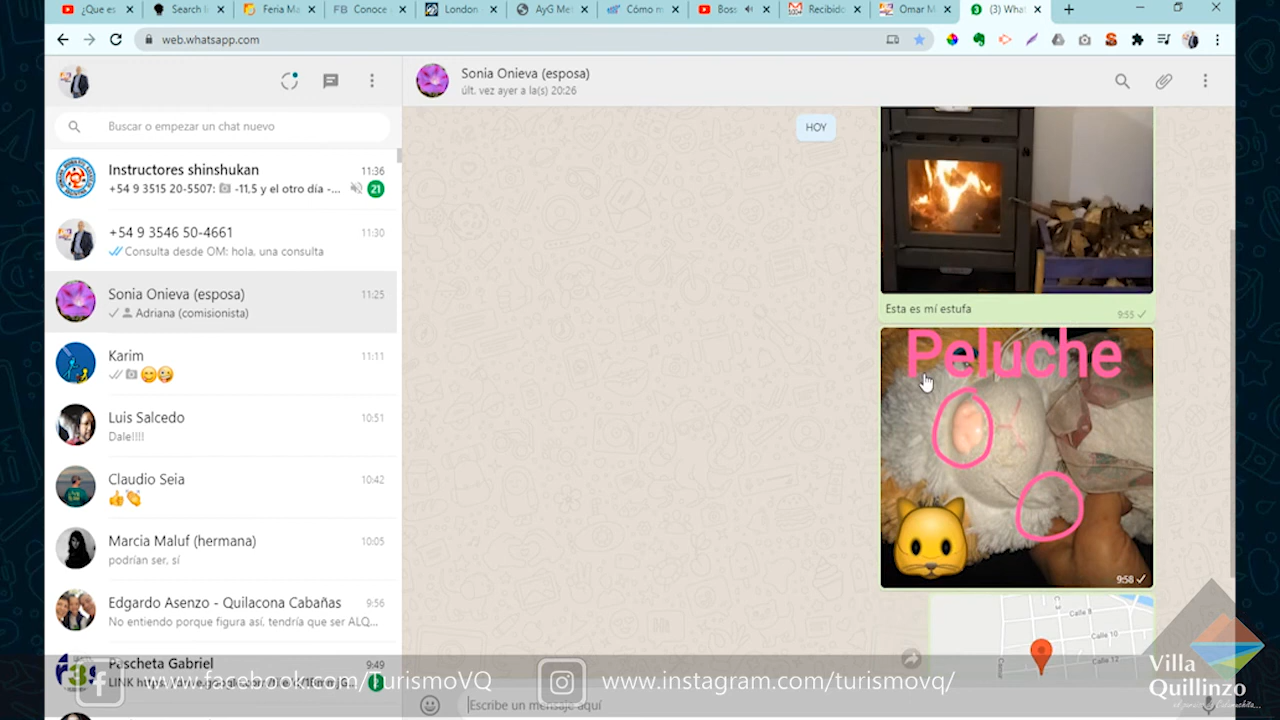 ¿Que es
Search I
Feria Ma
FB Conoce
London
AyG Me
Cómo m
Boss
Recibido
Omar M
(3) What
web.whatsapp.com
Sonia Onieva (esposa)
últ. vez ayer a la(s) 20:26
Buscar o empezar un chat nuevo
HOY
Instructores shinshukan 11:36
+54 9 3515 20-5507: -11,5 y el otro día -... 21
+54 9 3546 50-4661 11:30
Consulta desde OM: hola, una consulta
Sonia Onieva (esposa) 11:25
Adriana (comisionista)
Karim 11:11
Luis Salcedo 10:51
Dale!!!!
Claudio Seia 10:42
Marcia Maluf (hermana) 10:05
podrían ser, sí
Edgardo Asenzo - Quilacona Cabañas 9:56
No entiendo porque figura así. tendría que ser ALQ...
Pascheta Gabriel 9:49
Esta es mí estufa
9:55
Peluche
9:58
Calle 8
Calle 10
Calle 12
Escribe un mensaje aquí
www.facebook.com/TurismoVQ
www.instagram.com/turismovq/
Villa
Quillinzo